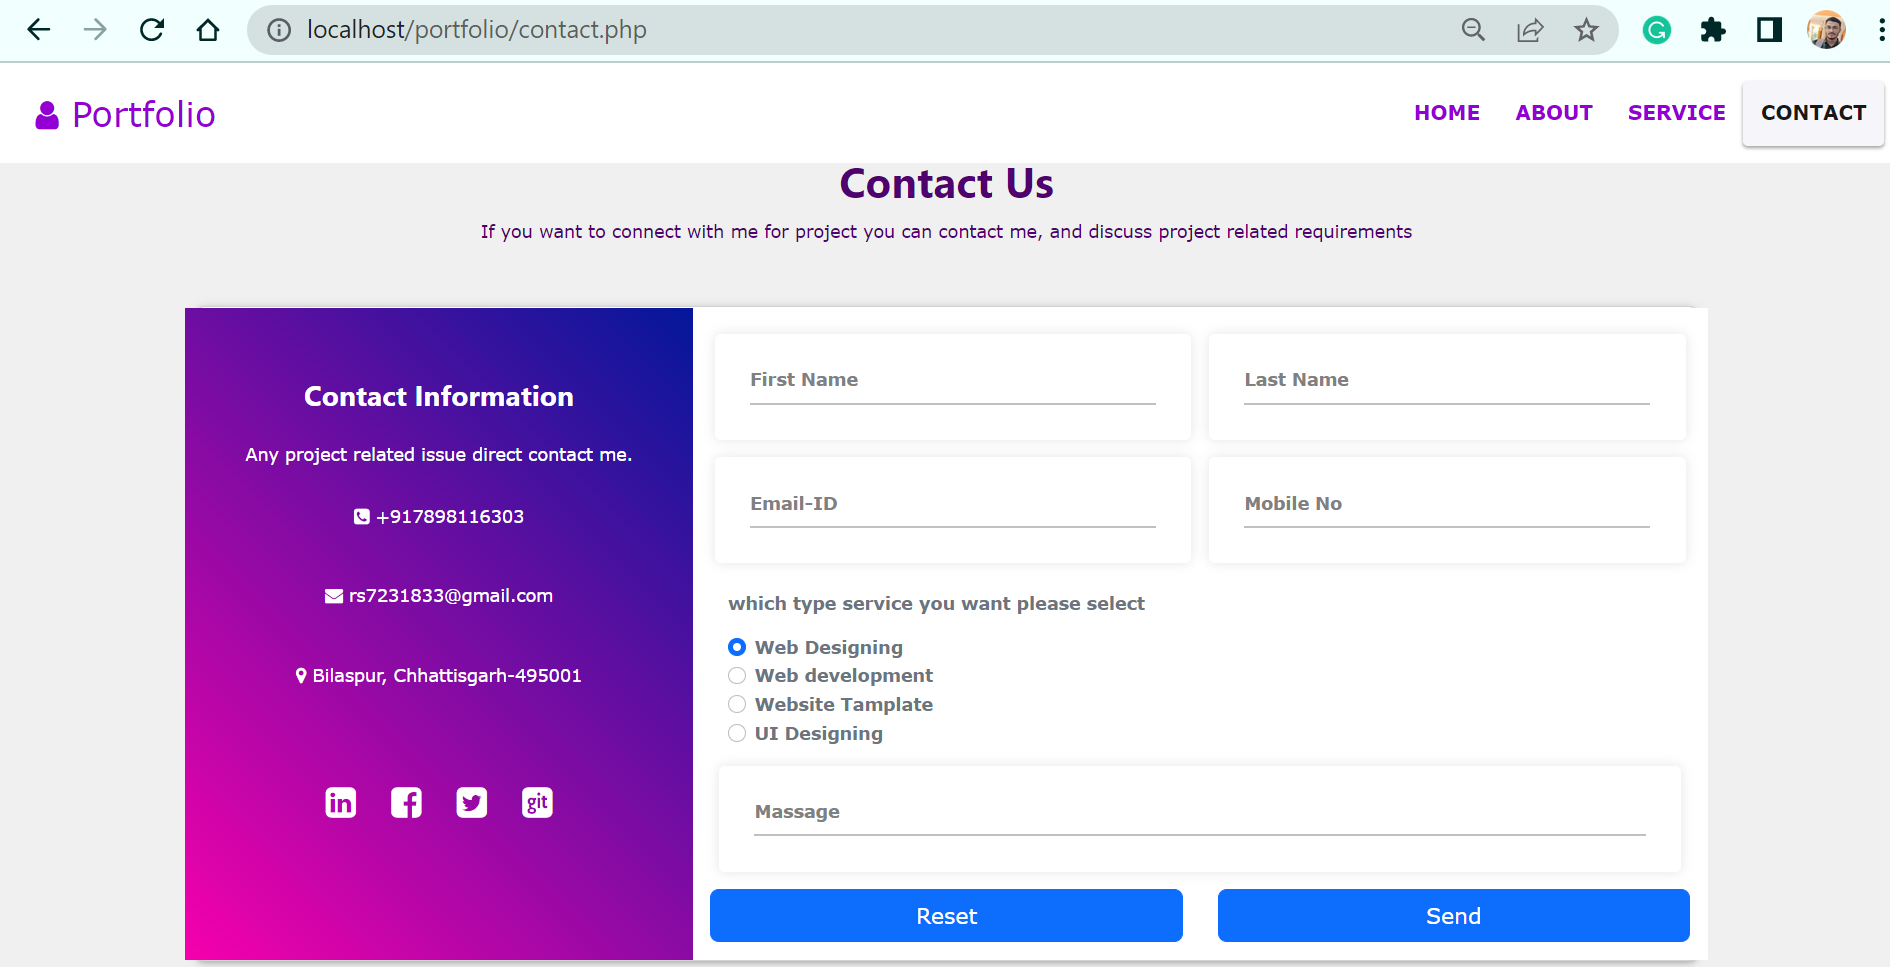 localhost/portfolio/contact.php
Portfolio
HOME ABOUT SERVICE CONTACT
Contact Us
If you want to connect with me for project you can contact me, and discuss project related requirements
Contact Information
Any project related issue direct contact me.
+917898116303
rs7231833@gmail.com
Bilaspur, Chhattisgarh-495001
in f git
First Name Last Name
Email-ID Mobile No
which type service you want please select
Web Designing
Web development
Website Tamplate
UI Designing
Massage
Reset Send